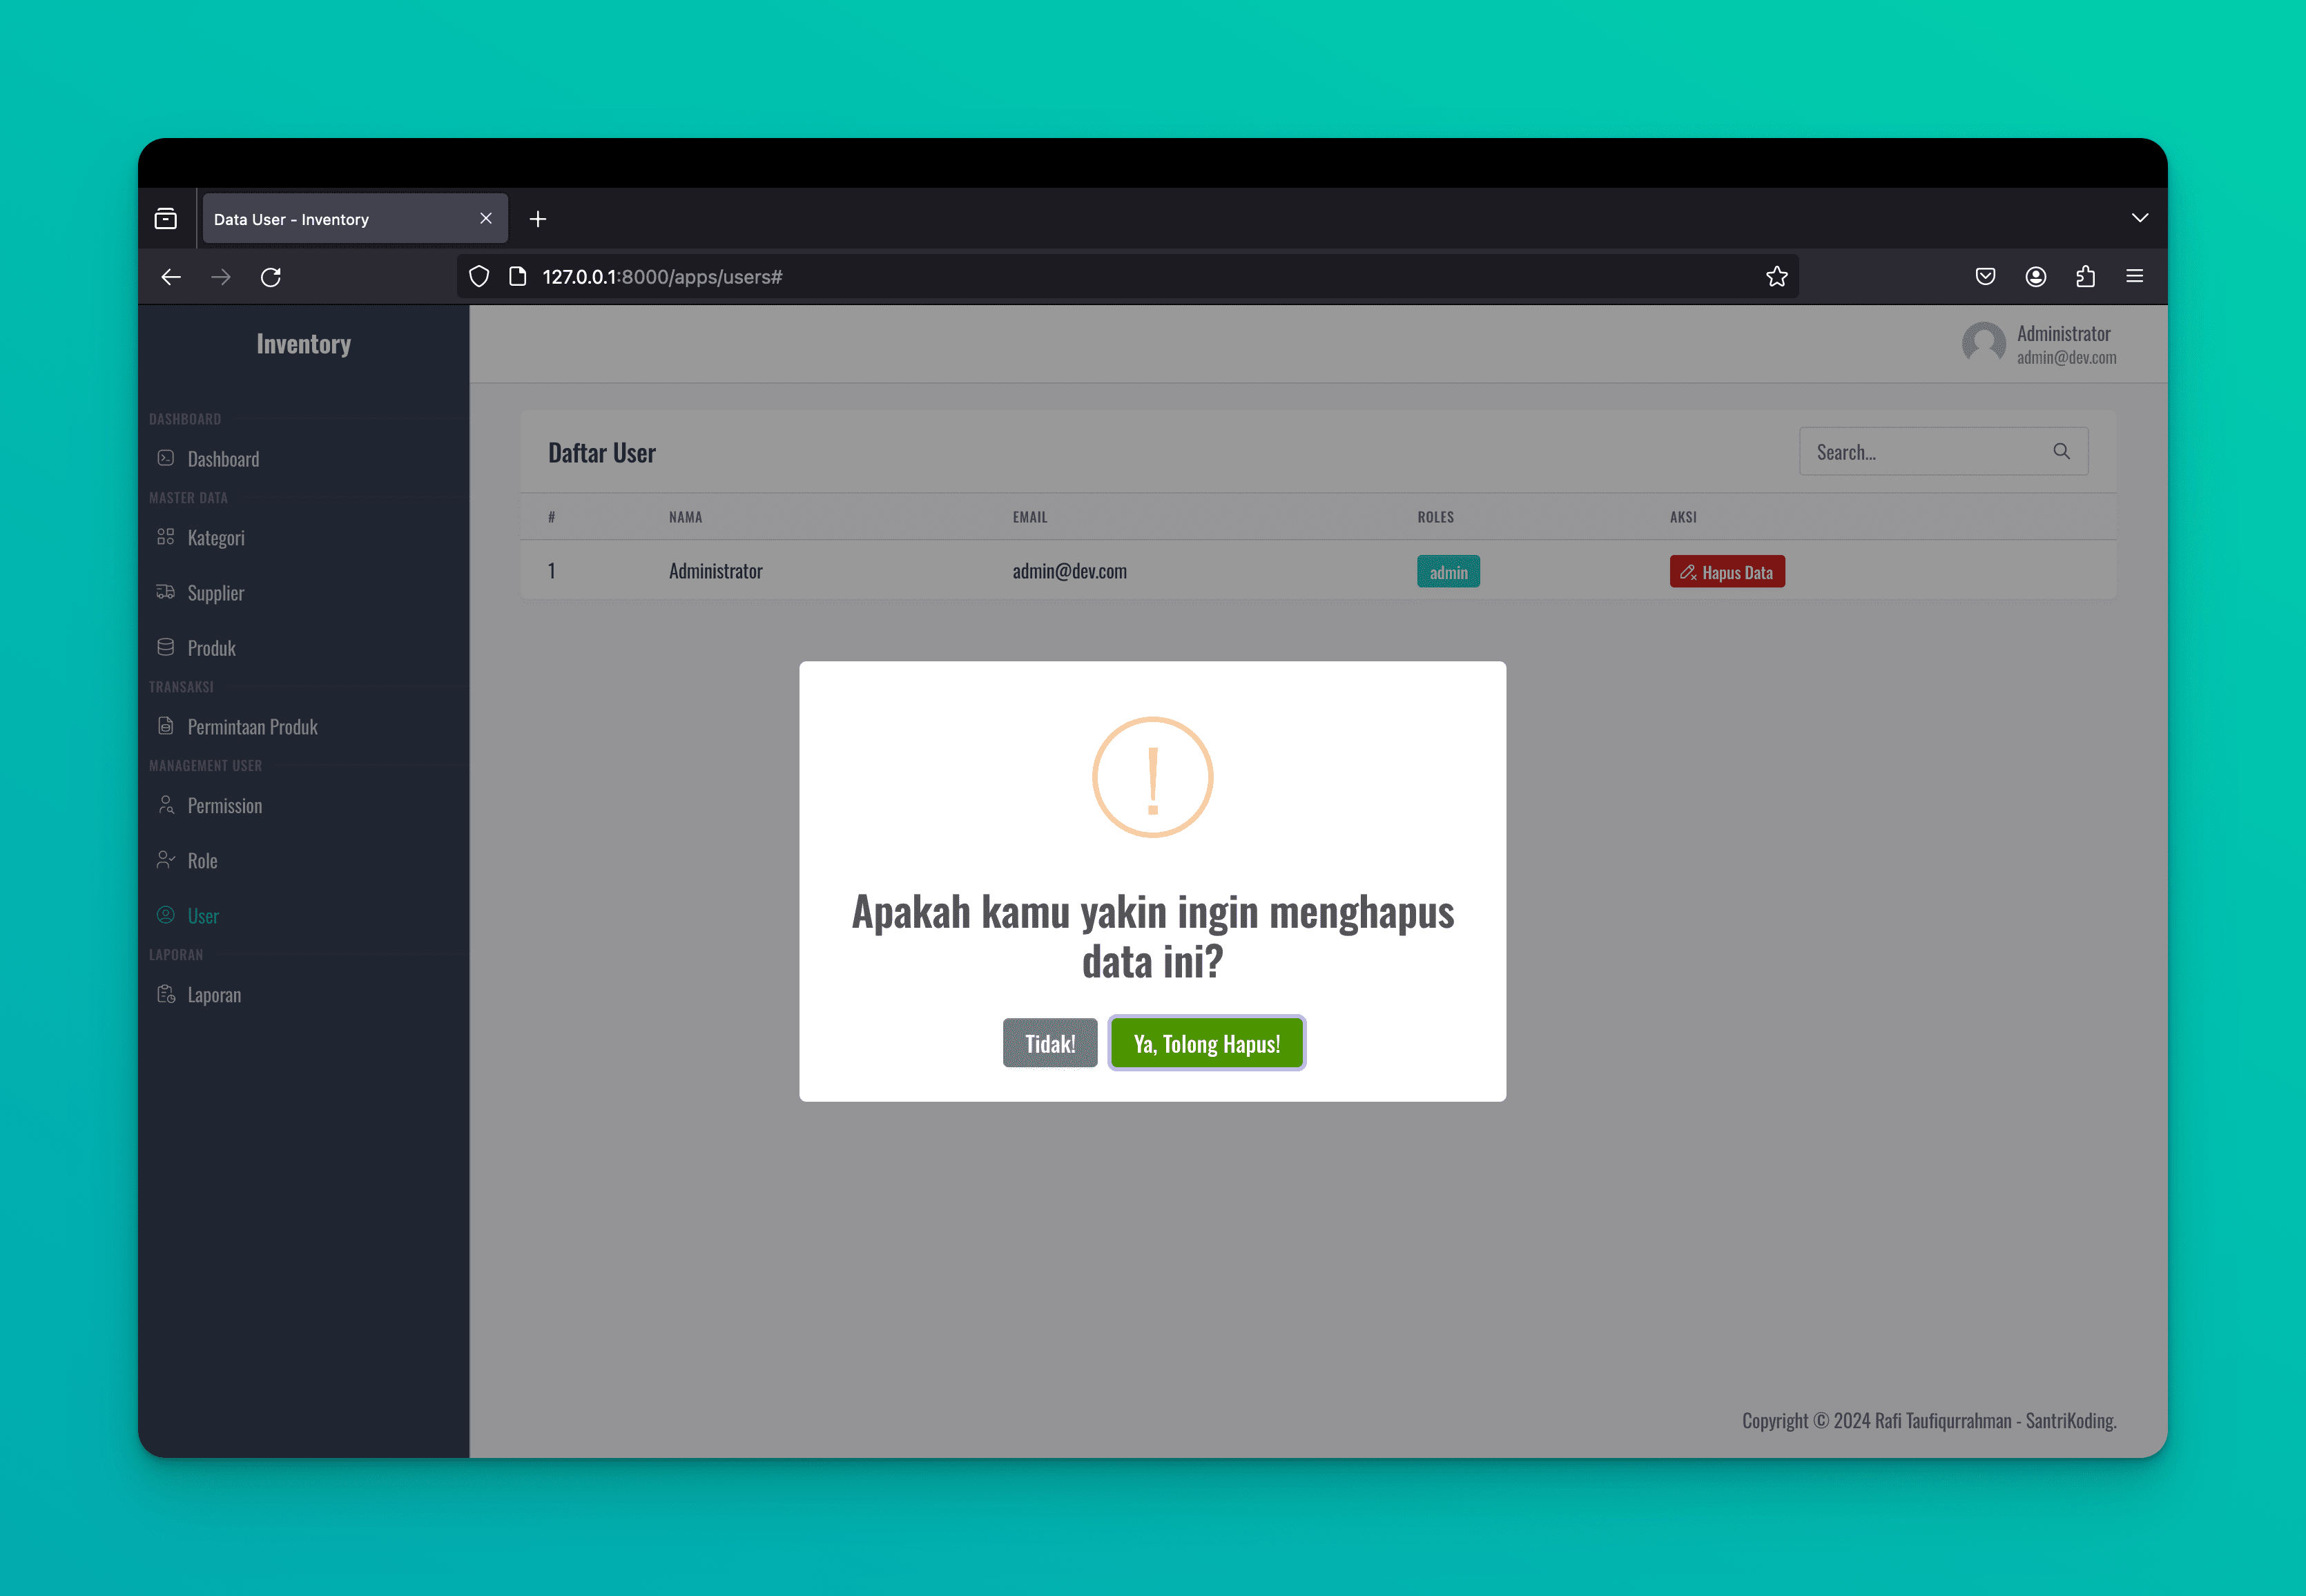 Data User - Inventory
127.0.0.1:8000/apps/users#
Inventory
Administrator
admin@dev.com
DASHBOARD
Dashboard
MASTER DATA
Kategori
Supplier
Produk
TRANSAKSI
Permintaan Produk
MANAGEMENT USER
Permission
Role
User
LAPORAN
Laporan
Daftar User
Search...
# NAMA EMAIL ROLES AKSI
1 Administrator admin@dev.com admin Hapus Data
!
Apakah kamu yakin ingin menghapus
data ini?
Tidak! Ya, Tolong Hapus!
Copyright © 2024 Rafi Taufiqurrahman - SantriKoding.